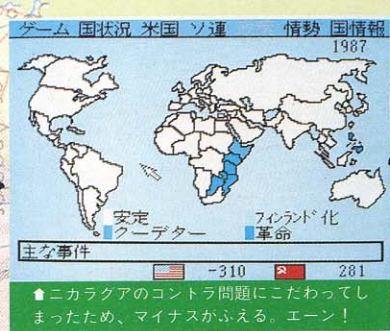 ゲーム 国状況 米国 ソ連 情勢 国情報
1987
安定 フィンランド化
クーデター 革命
主な事件
-310 281
⬆ニカラグアのコントラ問題にこだわってし
まったため、マイナスがふえる。エーン!